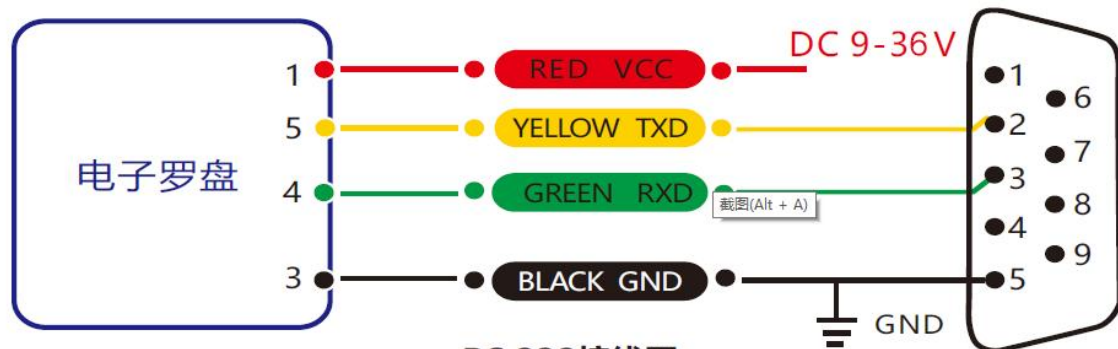 DC 9-36V
1 RED VCC 1
6
5 YELLOW TXD 2
7
电子罗盘
4 GREEN RXD 3
截图(Alt + A)
8
4
9
3 BLACK GND 5
GND